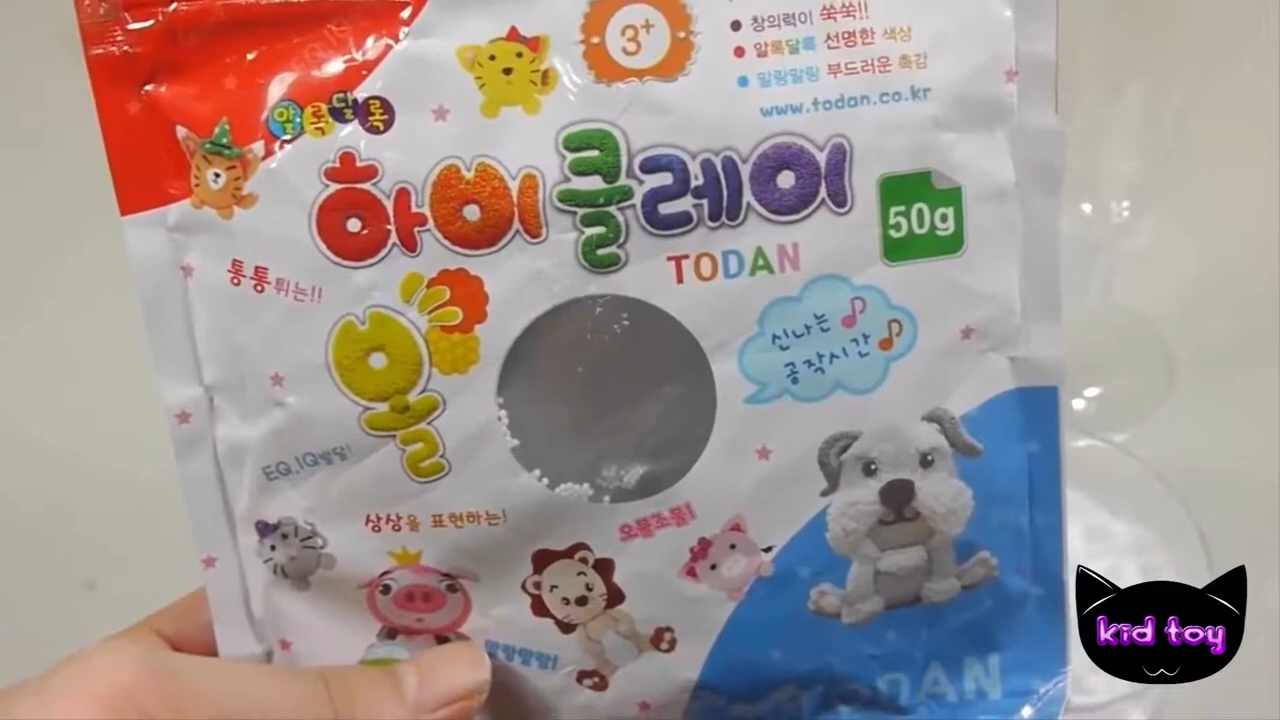 3+
창의력이 쑥쑥!!
알록달록 선명한 색상
말랑말랑 부드러운 촉감
www.todan.co.kr
알록달록
하비클레이
50g
TODAN
통통 튀는!!
볼
신나는
공작시간
EQ, IQ발달!
상상을 표현하는!
오물조물!
말랑말랑!
TODAN
kid toy